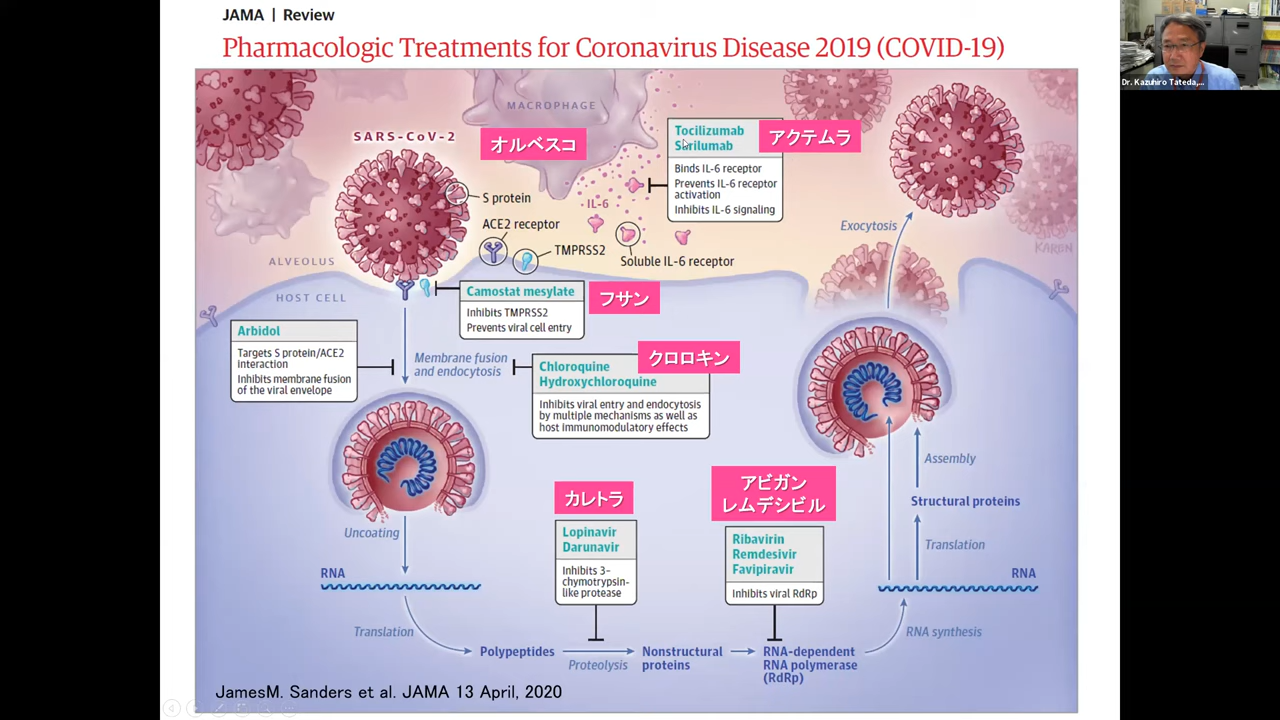 JAMA | Review
Pharmacologic Treatments for Coronavirus Disease 2019 (COVID-19)
Dr. Kazuhiro Tateda,...
MACROPHAGE
SARS-CoV-2
オルベスコ
Tocilizumab
Sarilumab
アクテムラ
Binds IL-6 receptor
Prevents IL-6 receptor
activation
Inhibits IL-6 signaling
S protein
IL-6
ACE2 receptor
TMPRSS2
Soluble IL-6 receptor
Exocytosis
KAREN
ALVEOLUS
HOST CELL
Camostat mesylate
フサン
Inhibits TMPRSS2
Prevents viral cell entry
Arbidol
Targets S protein/ACE2
interaction
Inhibits membrane fusion
of the viral envelope
Membrane fusion
and endocytosis
クロロキン
Chloroquine
Hydroxychloroquine
Inhibits viral entry and endocytosis
by multiple mechanisms as well as
host immunomodulatory effects
Assembly
カレトラ
アビガン
レムデシビル
Structural proteins
Uncoating
Lopinavir
Darunavir
Inhibits 3-
chymotrypsin-
like protease
Ribavirin
Remdesivir
Favipiravir
Inhibits viral RdRp
Translation
RNA
RNA
Translation
Polypeptides
Proteolysis
Nonstructural
proteins
RNA-dependent
RNA polymerase
(RdRp)
RNA synthesis
JamesM. Sanders et al. JAMA 13 April, 2020